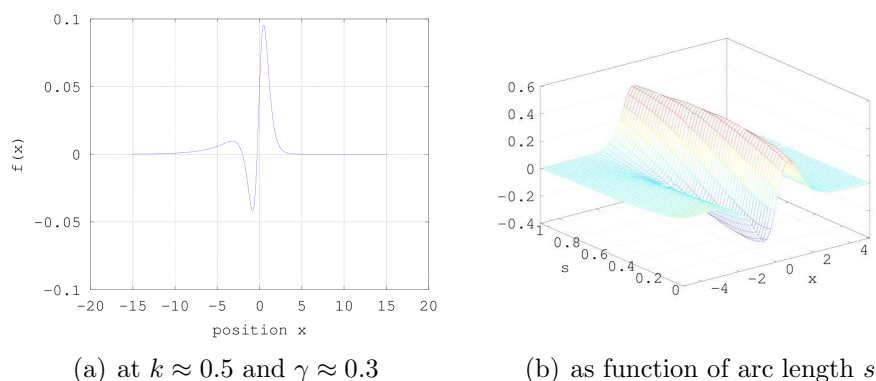 0.1
0.05
0
−0.05
−0.1
−20 −15 −10 −5 0 5 10 15 20
f(x)
position x
(a) at k ≈ 0.5 and γ ≈ 0.3
0.6
0.4
0.2
0
−0.2
−0.4
1 0.8 0.6 0.4 0.2 0
s
−4 −2 0 2 4
x
(b) as function of arc length s